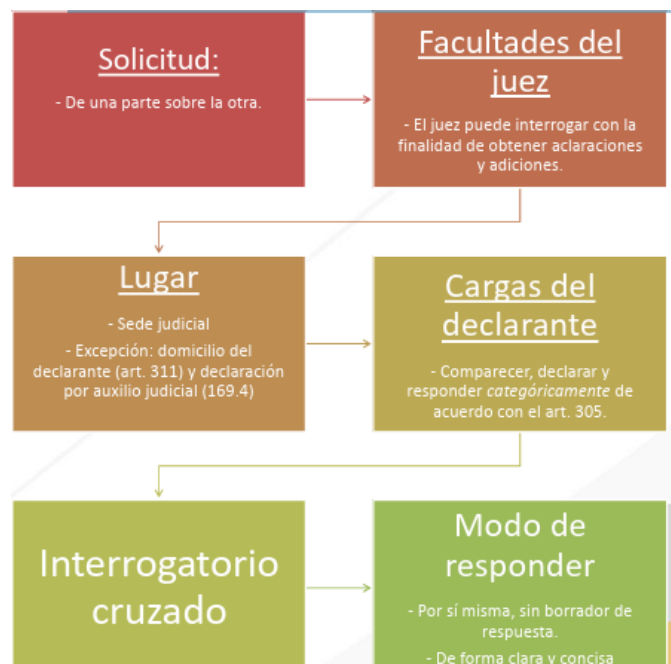 Solicitud:
- De una parte sobre la otra.
Facultades del
juez
- El juez puede interrogar con la
finalidad de obtener aclaraciones
y adiciones.
Lugar
- Sede judicial
- Excepción: domicilio del
declarante (art. 311) y declaración
por auxilio judicial (169.4)
Cargas del
declarante
- Comparecer, declarar y
responder categóricamente de
acuerdo con el art. 305.
Interrogatorio
cruzado
Modo de
responder
- Por sí misma, sin borrador de
respuesta.
- De forma clara y concisa